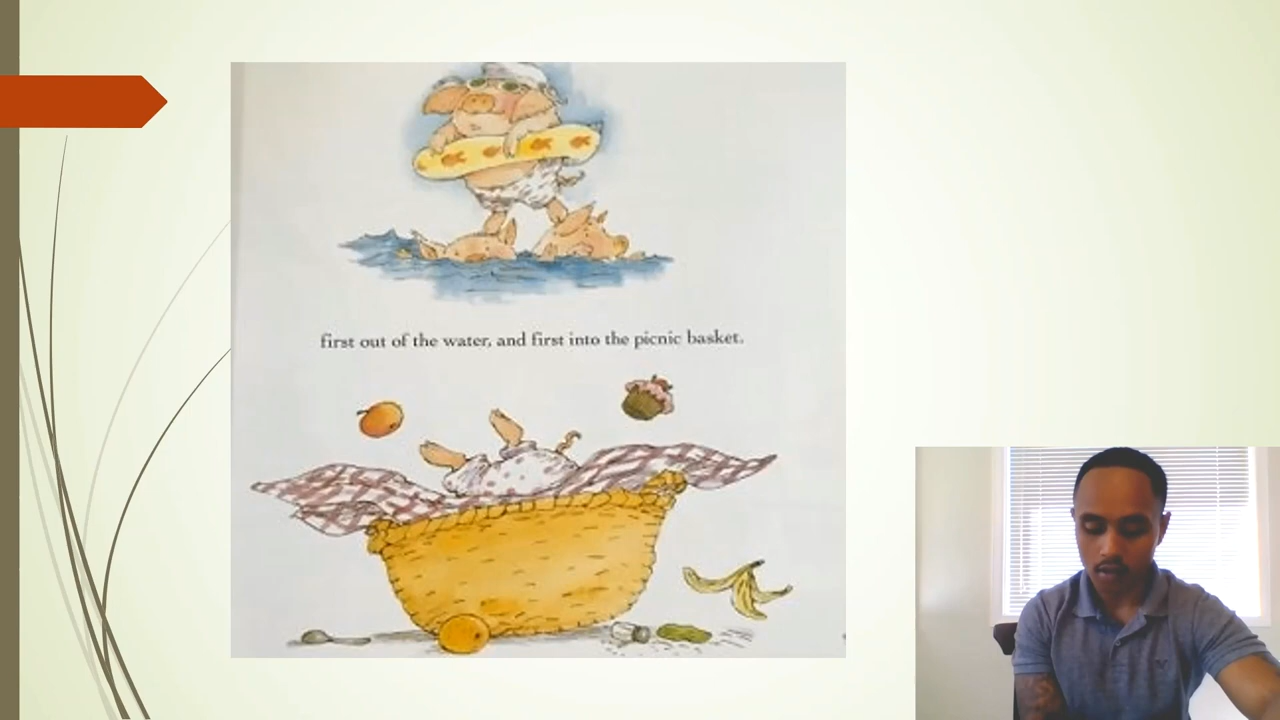 first out of the water, and first into the picnic basket.